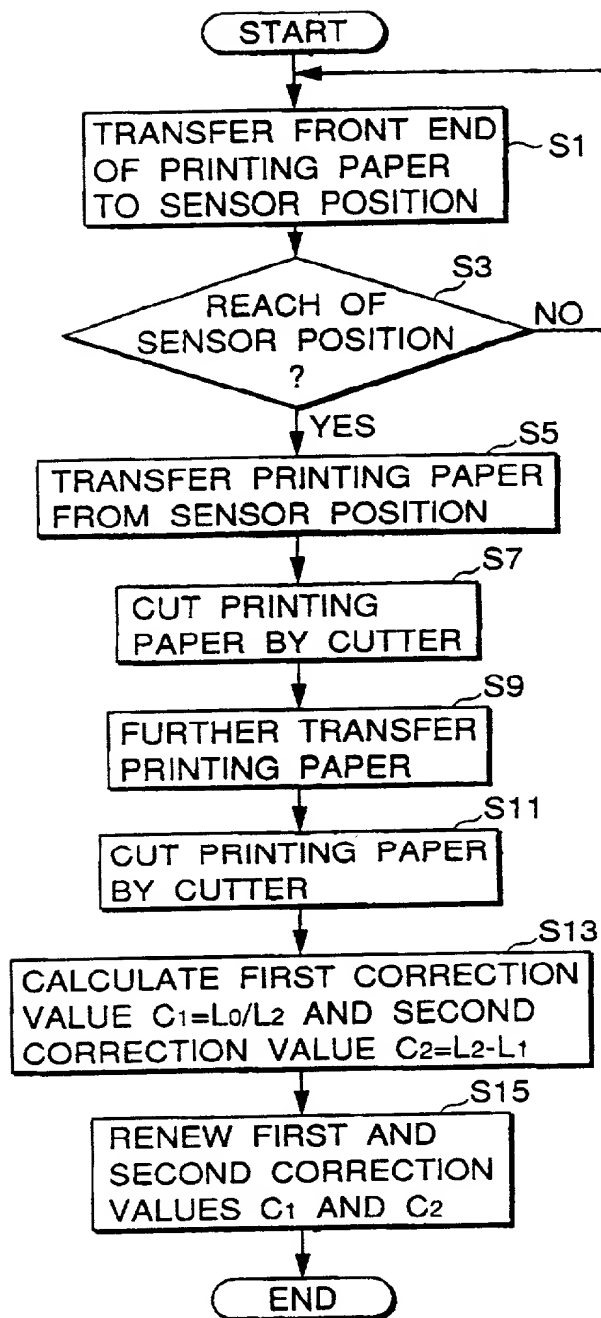 START
TRANSFER FRONT END
OF PRINTING PAPER
TO SENSOR POSITION
S1
S3
REACH OF
SENSOR POSITION
?
NO
YES
S5
TRANSFER PRINTING PAPER
FROM SENSOR POSITION
S7
CUT PRINTING
PAPER BY CUTTER
S9
FURTHER TRANSFER
PRINTING PAPER
S11
CUT PRINTING PAPER
BY CUTTER
S13
CALCULATE FIRST CORRECTION
VALUE C1=L0/L2 AND SECOND
CORRECTION VALUE C2=L2-L1
S15
RENEW FIRST AND
SECOND CORRECTION
VALUES C1 AND C2
END